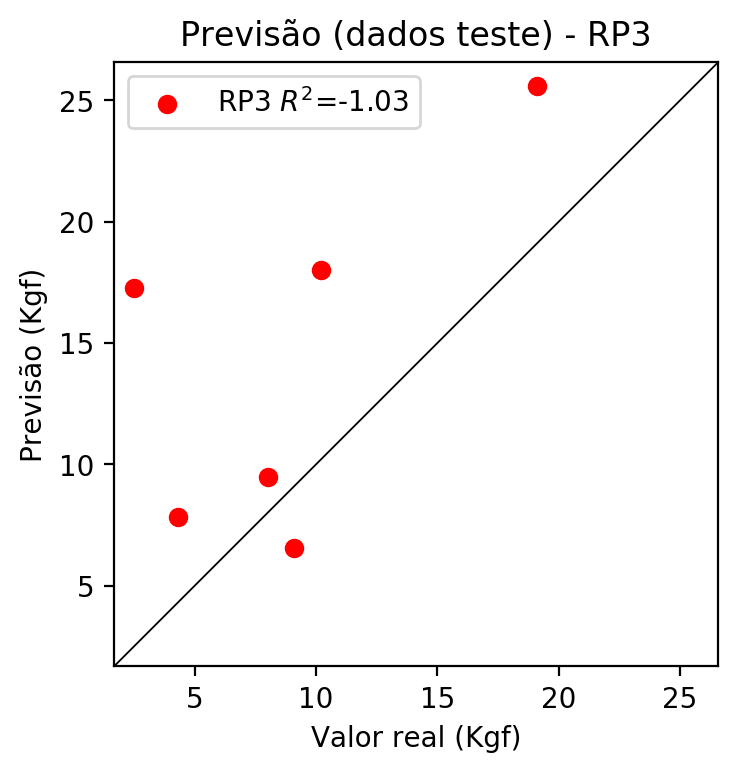 Previsão (dados teste) - RP3
RP3 R²=-1.03
Previsão (Kgf)
25
20
15
10
5
5 10 15 20 25
Valor real (Kgf)